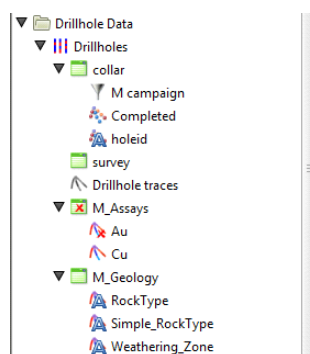 Drillhole Data
Drillholes
collar
M campaign
Completed
holeid
survey
Drillhole traces
M_Assays
Au
Cu
M_Geology
RockType
Simple_RockType
Weathering_Zone